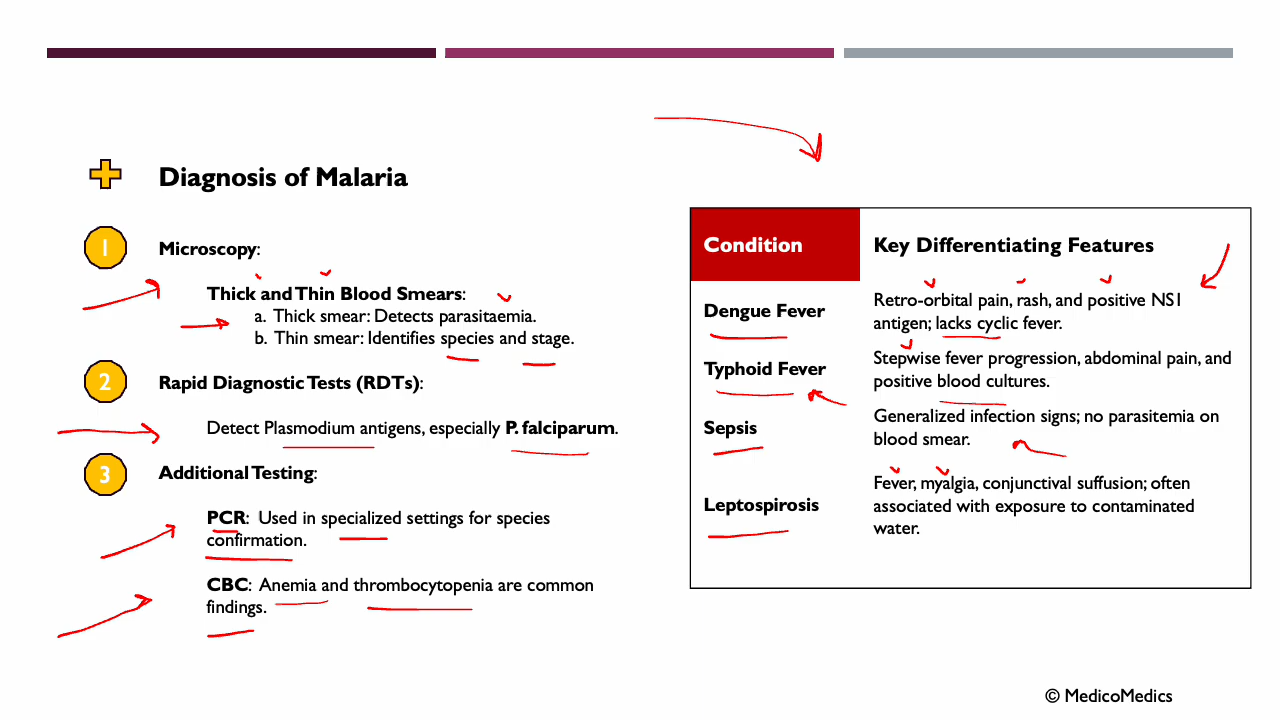 Diagnosis of Malaria
1
Microscopy:
Thick and Thin Blood Smears:
a. Thick smear: Detects parasitaemia.
b. Thin smear: Identifies species and stage.
2
Rapid Diagnostic Tests (RDTs):
Detect Plasmodium antigens, especially P. falciparum.
3
Additional Testing:
PCR: Used in specialized settings for species
confirmation.
CBC: Anemia and thrombocytopenia are common
findings.
Condition
Key Differentiating Features
Dengue Fever
Retro-orbital pain, rash, and positive NS1
antigen; lacks cyclic fever.
Typhoid Fever
Stepwise fever progression, abdominal pain, and
positive blood cultures.
Sepsis
Generalized infection signs; no parasitemia on
blood smear.
Leptospirosis
Fever, myalgia, conjunctival suffusion; often
associated with exposure to contaminated
water.
© MedicoMedics